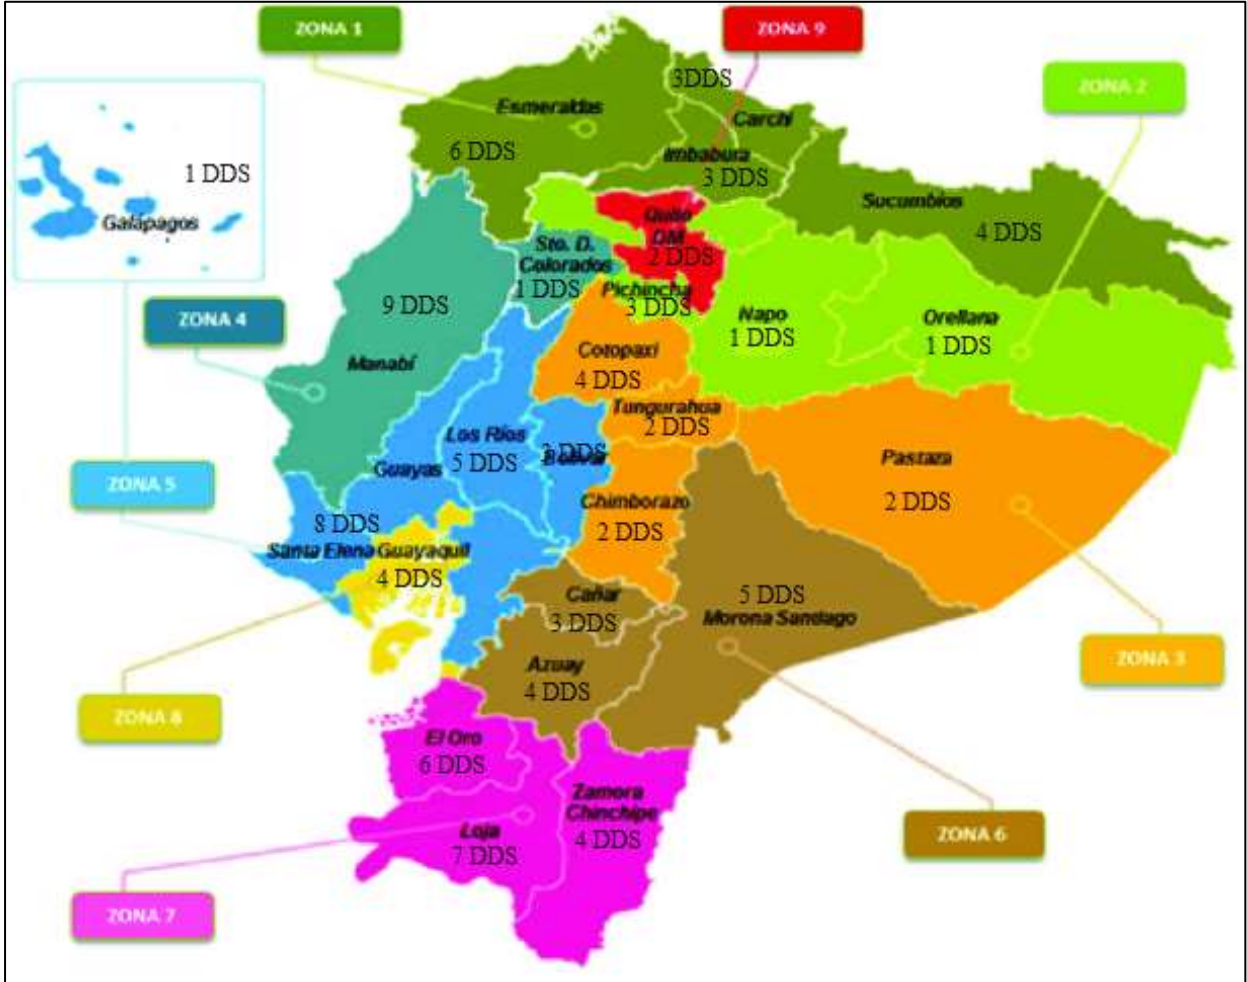 ZONA 1
ZONA 9
3DDS
ZONA 2
Esmeraldas
Carchi
6 DDS
Imbabura
3 DDS
1 DDS
Galápagos
Sucumbios
4 DDS
Quito
DM
2 DDS
Sto. D.
Colorados
1 DDS
Pichincha
3 DDS
9 DDS
ZONA 4
Napo
1 DDS
Orellana
1 DDS
Manabí
Cotopaxi
4 DDS
Tungurahua
2 DDS
Los Ríos
5 DDS
DDS
Guayas
ZONA 5
Pastaza
2 DDS
Chimborazo
2 DDS
8 DDS
Santa Elena
Guayaquil
4 DDS
Cañar
3 DDS
5 DDS
Morona Santiago
Azuay
4 DDS
ZONA 3
ZONA 8
El Oro
6 DDS
Zamora
Chinchipe
4 DDS
Loja
7 DDS
ZONA 6
ZONA 7